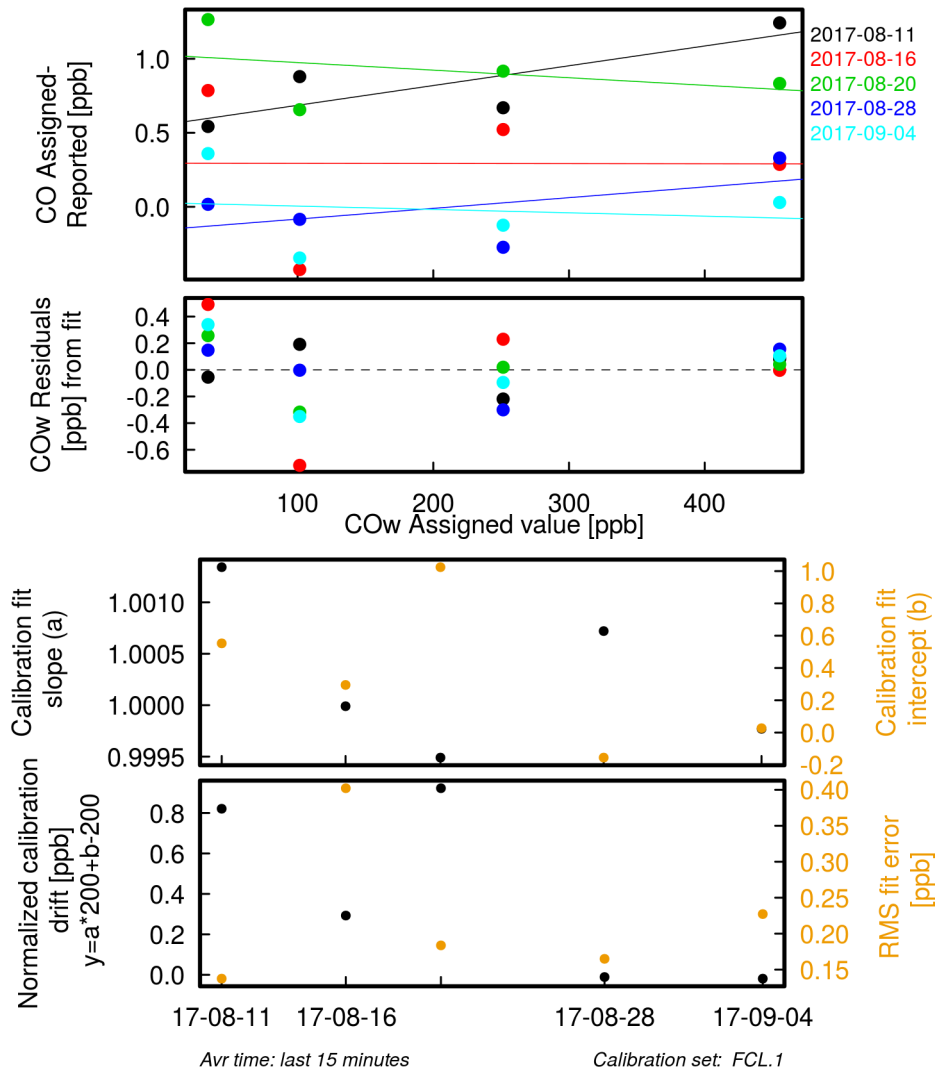 CO Assigned-
Reported [ppb]
1.0
0.5
0.0
2017-08-11
2017-08-16
2017-08-20
2017-08-28
2017-09-04
COw Residuals
[ppb] from fit
0.4
0.2
0.0
-0.2
-0.4
-0.6
100
200
300
400
COw Assigned value [ppb]
Calibration fit
slope (a)
1.0010
1.0005
1.0000
0.9995
1.0
0.8
0.6
0.4
0.2
0.0
-0.2
Calibration fit
intercept (b)
Normalized calibration
drift [ppb]
y=a*200+b-200
0.8
0.6
0.4
0.2
0.0
0.40
0.35
0.30
0.25
0.20
0.15
RMS fit error
[ppb]
17-08-11
17-08-16
17-08-28
17-09-04
Avr time: last 15 minutes
Calibration set: FCL.1